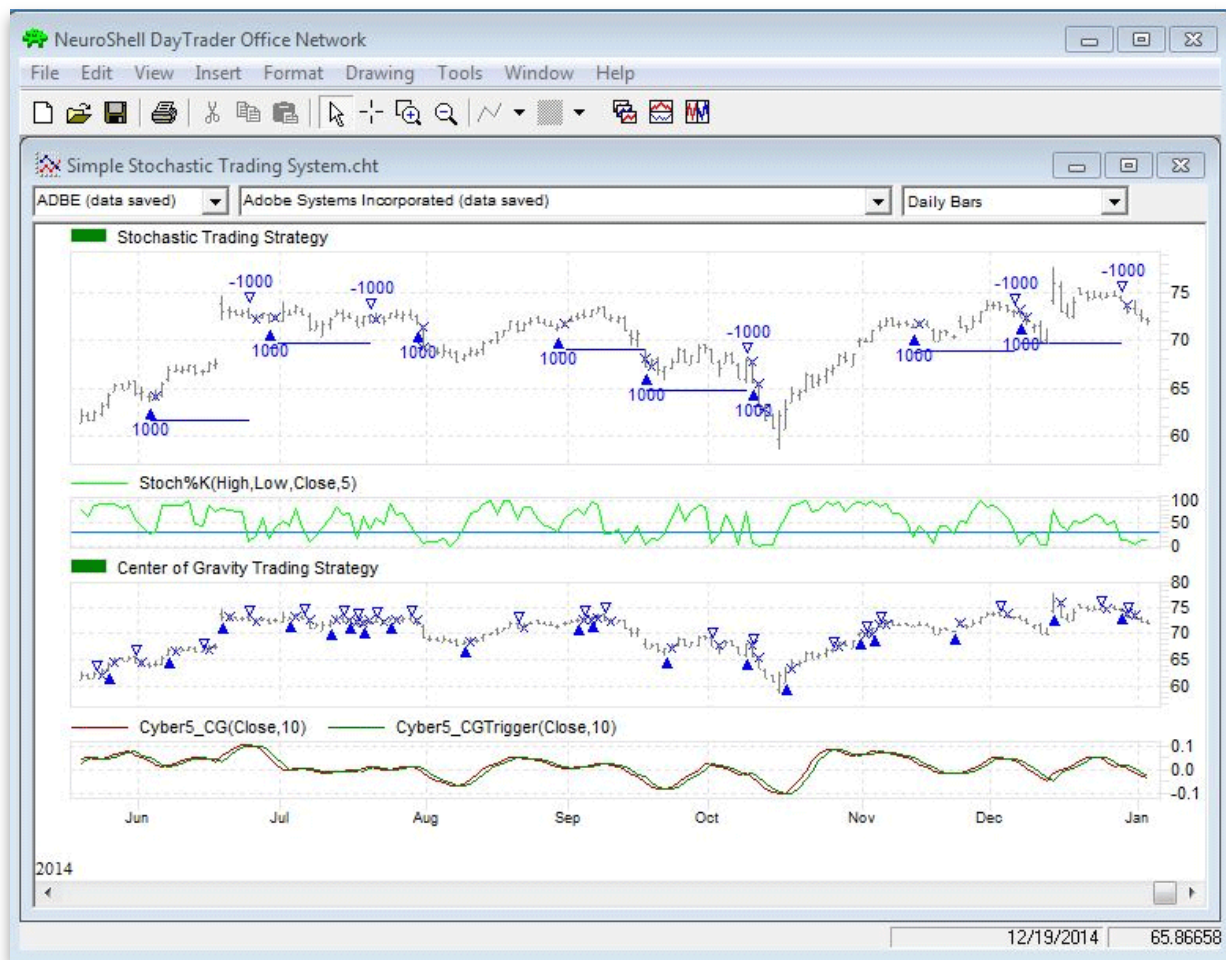 NeuroShell DayTrader Office Network
File Edit View Insert Format Drawing Tools Window Help
Simple Stochastic Trading System.cht
ADBE (data saved) Adobe Systems Incorporated (data saved) Daily Bars
Stochastic Trading Strategy
-1000 -1000 -1000 -1000
75
-1000
70
1000 1000 1000 1000 1000
65
1000 1000
1000 60
Stoch%K(High,Low,Close,5)
100
50
0
Center of Gravity Trading Strategy
80
75
70
65
60
Cyber5_CG(Close,10) Cyber5_CGTrigger(Close,10)
0.1
0.0
-0.1
Jun Jul Aug Sep Oct Nov Dec Jan
2014
12/19/2014 65.86658